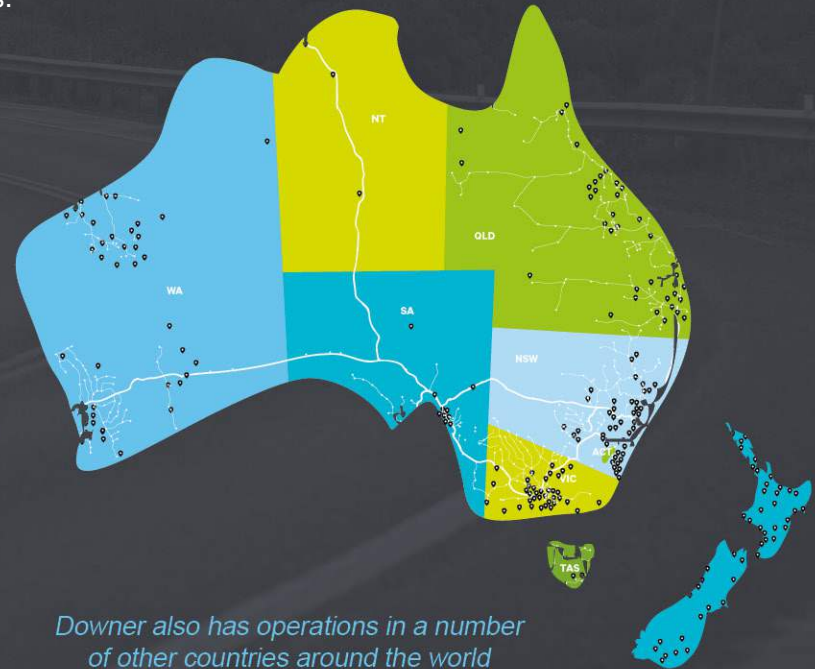 NT
QLD
WA
SA
NSW
ACT
VIC
TAS
Downer also has operations in a number
of other countries around the world